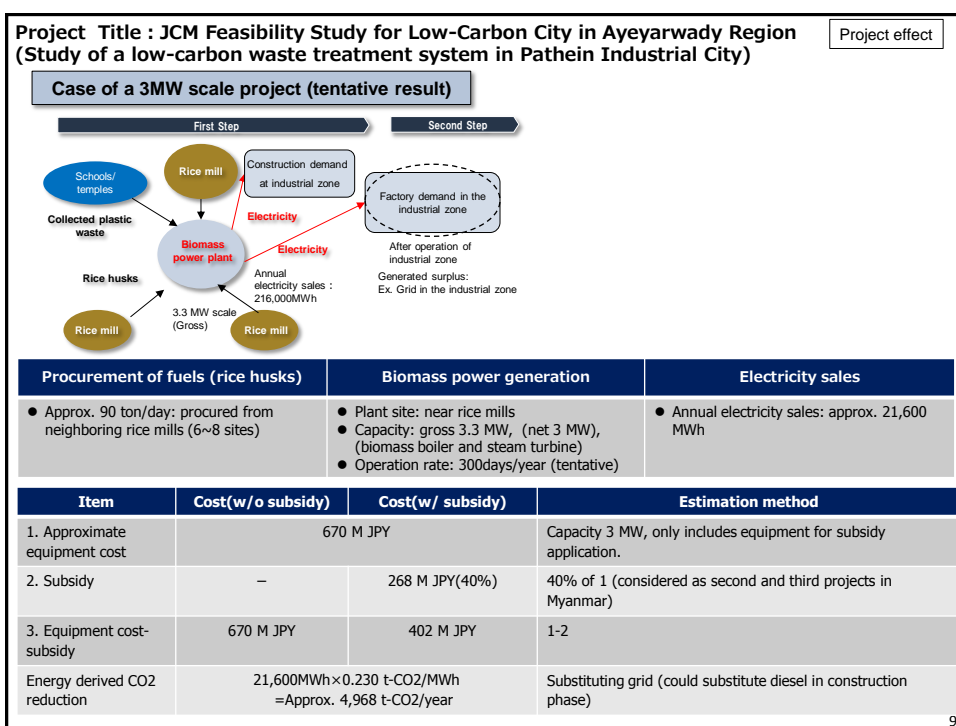 Project Title : JCM Feasibility Study for Low-Carbon City in Ayeyarwady Region
(Study of a low-carbon waste treatment system in Pathein Industrial City)
Project effect
Case of a 3MW scale project (tentative result)
First Step
Second Step
Schools/
temples
Rice mill
Construction demand
at industrial zone
Factory demand in the
industrial zone
Collected plastic
waste
Electricity
Biomass
power plant
Electricity
After operation of
industrial zone
Generated surplus:
Ex. Grid in the industrial zone
Rice husks
Annual
electricity sales :
216,000MWh
3.3 MW scale
(Gross)
Rice mill
Rice mill
Procurement of fuels (rice husks)
Biomass power generation
Electricity sales
● Approx. 90 ton/day: procured from
neighboring rice mills (6~8 sites)
● Plant site: near rice mills
● Capacity: gross 3.3 MW, (net 3 MW),
(biomass boiler and steam turbine)
● Operation rate: 300days/year (tentative)
● Annual electricity sales: approx. 21,600
MWh
Item
Cost(w/o subsidy)
Cost(w/ subsidy)
Estimation method
1. Approximate
equipment cost
670 M JPY
Capacity 3 MW, only includes equipment for subsidy
application.
2. Subsidy
–
268 M JPY(40%)
40% of 1 (considered as second and third projects in
Myanmar)
3. Equipment cost-
subsidy
670 M JPY
402 M JPY
1-2
Energy derived CO2
reduction
21,600MWh×0.230 t-CO2/MWh
=Approx. 4,968 t-CO2/year
Substituting grid (could substitute diesel in construction
phase)
9